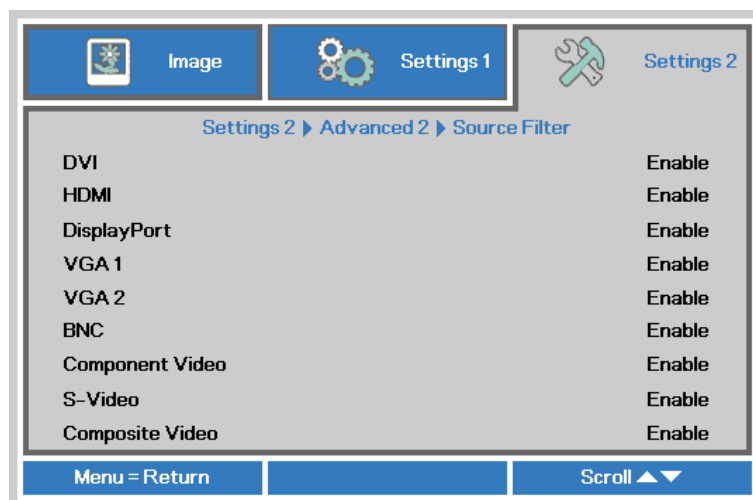 Image Settings 1 Settings 2
Settings 2 ▶ Advanced 2 ▶ Source Filter
DVI Enable
HDMI Enable
DisplayPort Enable
VGA 1 Enable
VGA 2 Enable
BNC Enable
Component Video Enable
S-Video Enable
Composite Video Enable
Menu = Return Scroll ▲▼